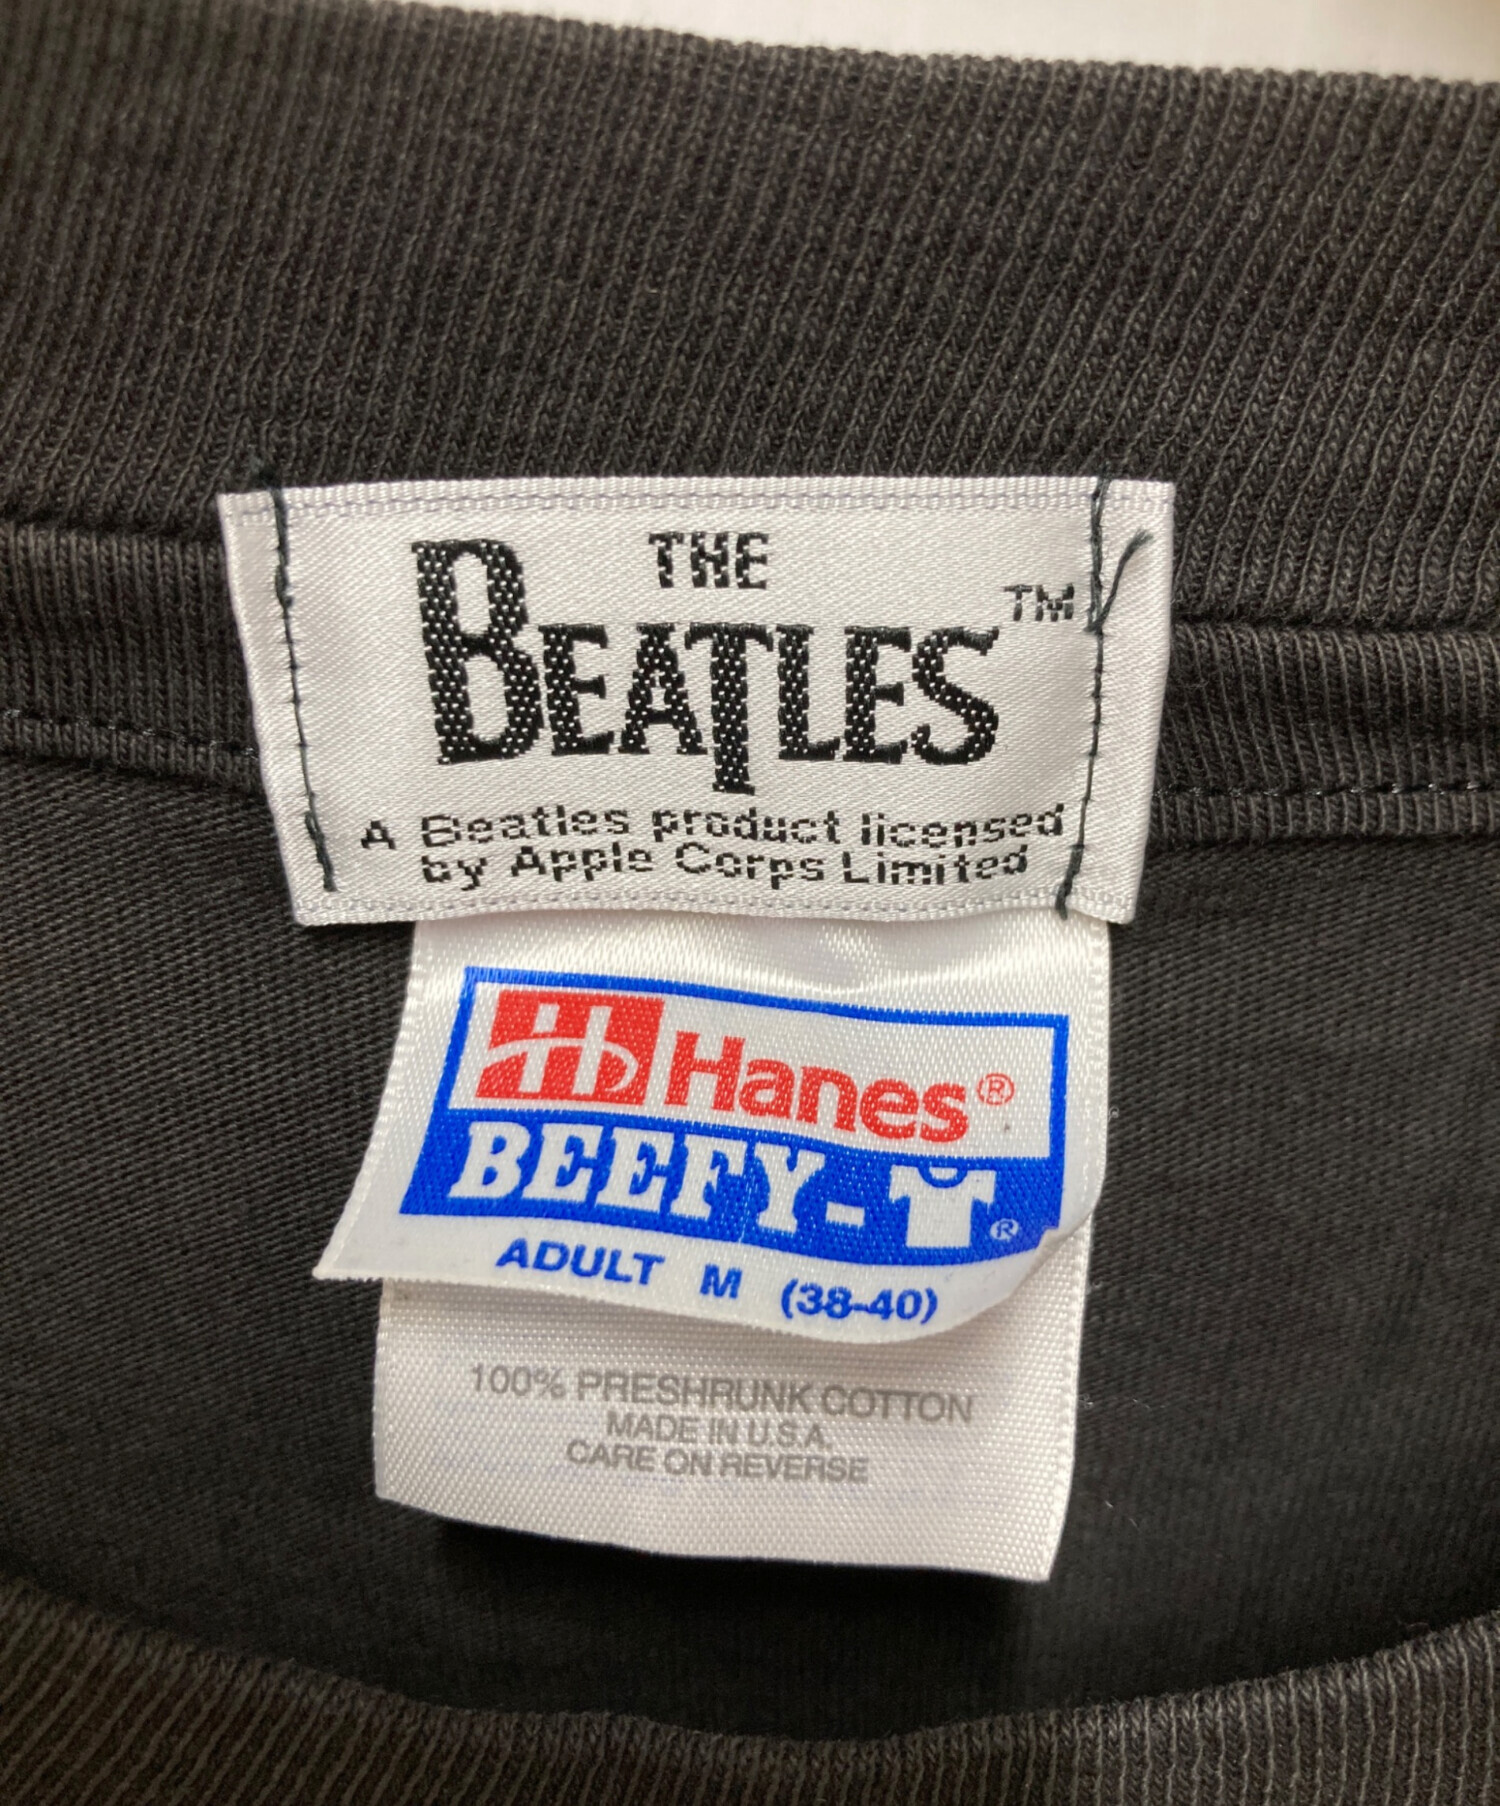 THE
BEATLES™
A Beatles product licensed
by Apple Corps Limited
Hanes®
BEEFY-T®
ADULT M (38-40)
100% PRESHRUNK COTTON
MADE IN U.S.A.
CARE ON REVERSE